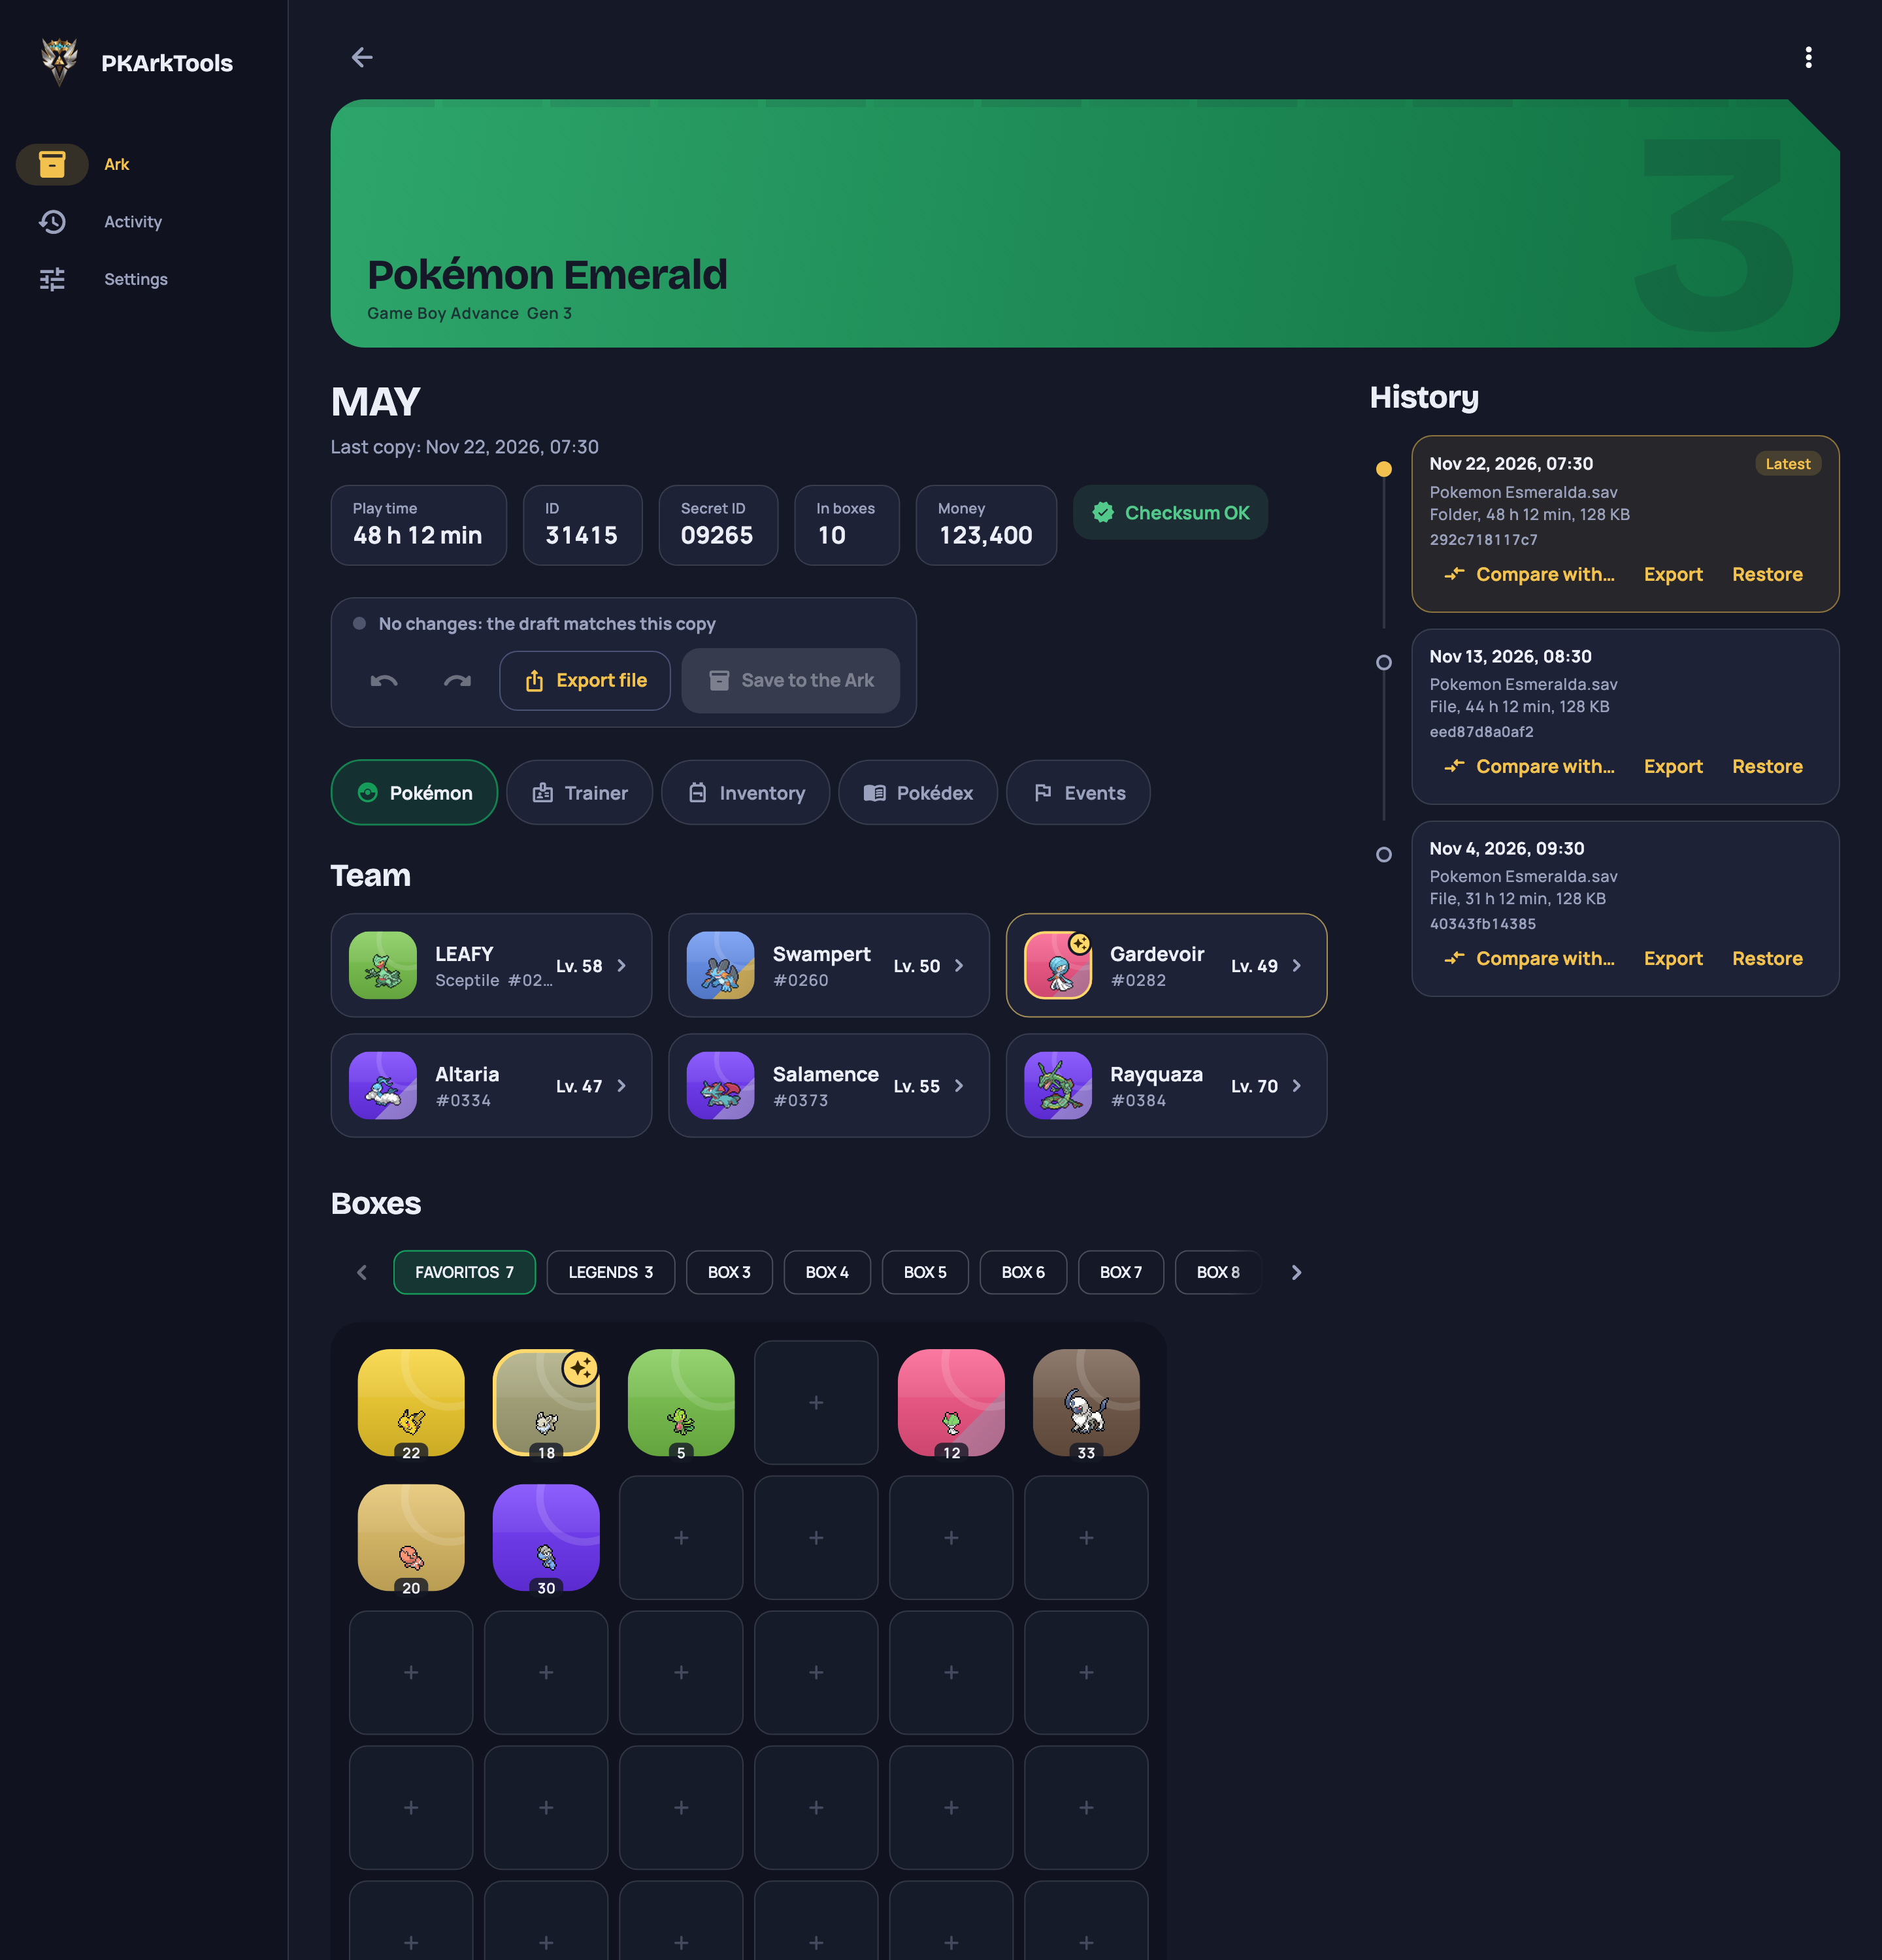 PKArkTools
Ark
Activity
Settings
3
Pokémon Emerald
Game Boy Advance Gen 3
MAY
Last copy: Nov 22, 2026, 07:30
Play time
48 h 12 min
ID
31415
Secret ID
09265
In boxes
10
Money
123,400
Checksum OK
No changes: the draft matches this copy
Export file
Save to the Ark
Pokémon
Trainer
Inventory
Pokédex
Events
Team
LEAFY
Sceptile #02...
Lv. 58
Swampert
#0260
Lv. 50
Gardevoir
#0282
Lv. 49
Altaria
#0334
Lv. 47
Salamence
#0373
Lv. 55
Rayquaza
#0384
Lv. 70
Boxes
FAVORITOS 7
LEGENDS 3
BOX 3
BOX 4
BOX 5
BOX 6
BOX 7
BOX 8
22
18
5
12
33
20
30
History
Nov 22, 2026, 07:30
Latest
Pokemon Esmeralda.sav
Folder, 48 h 12 min, 128 KB
292c718117c7
Compare with...
Export
Restore
Nov 13, 2026, 08:30
Pokemon Esmeralda.sav
File, 44 h 12 min, 128 KB
eed87d8a0af2
Compare with...
Export
Restore
Nov 4, 2026, 09:30
Pokemon Esmeralda.sav
File, 31 h 12 min, 128 KB
40343fb14385
Compare with...
Export
Restore